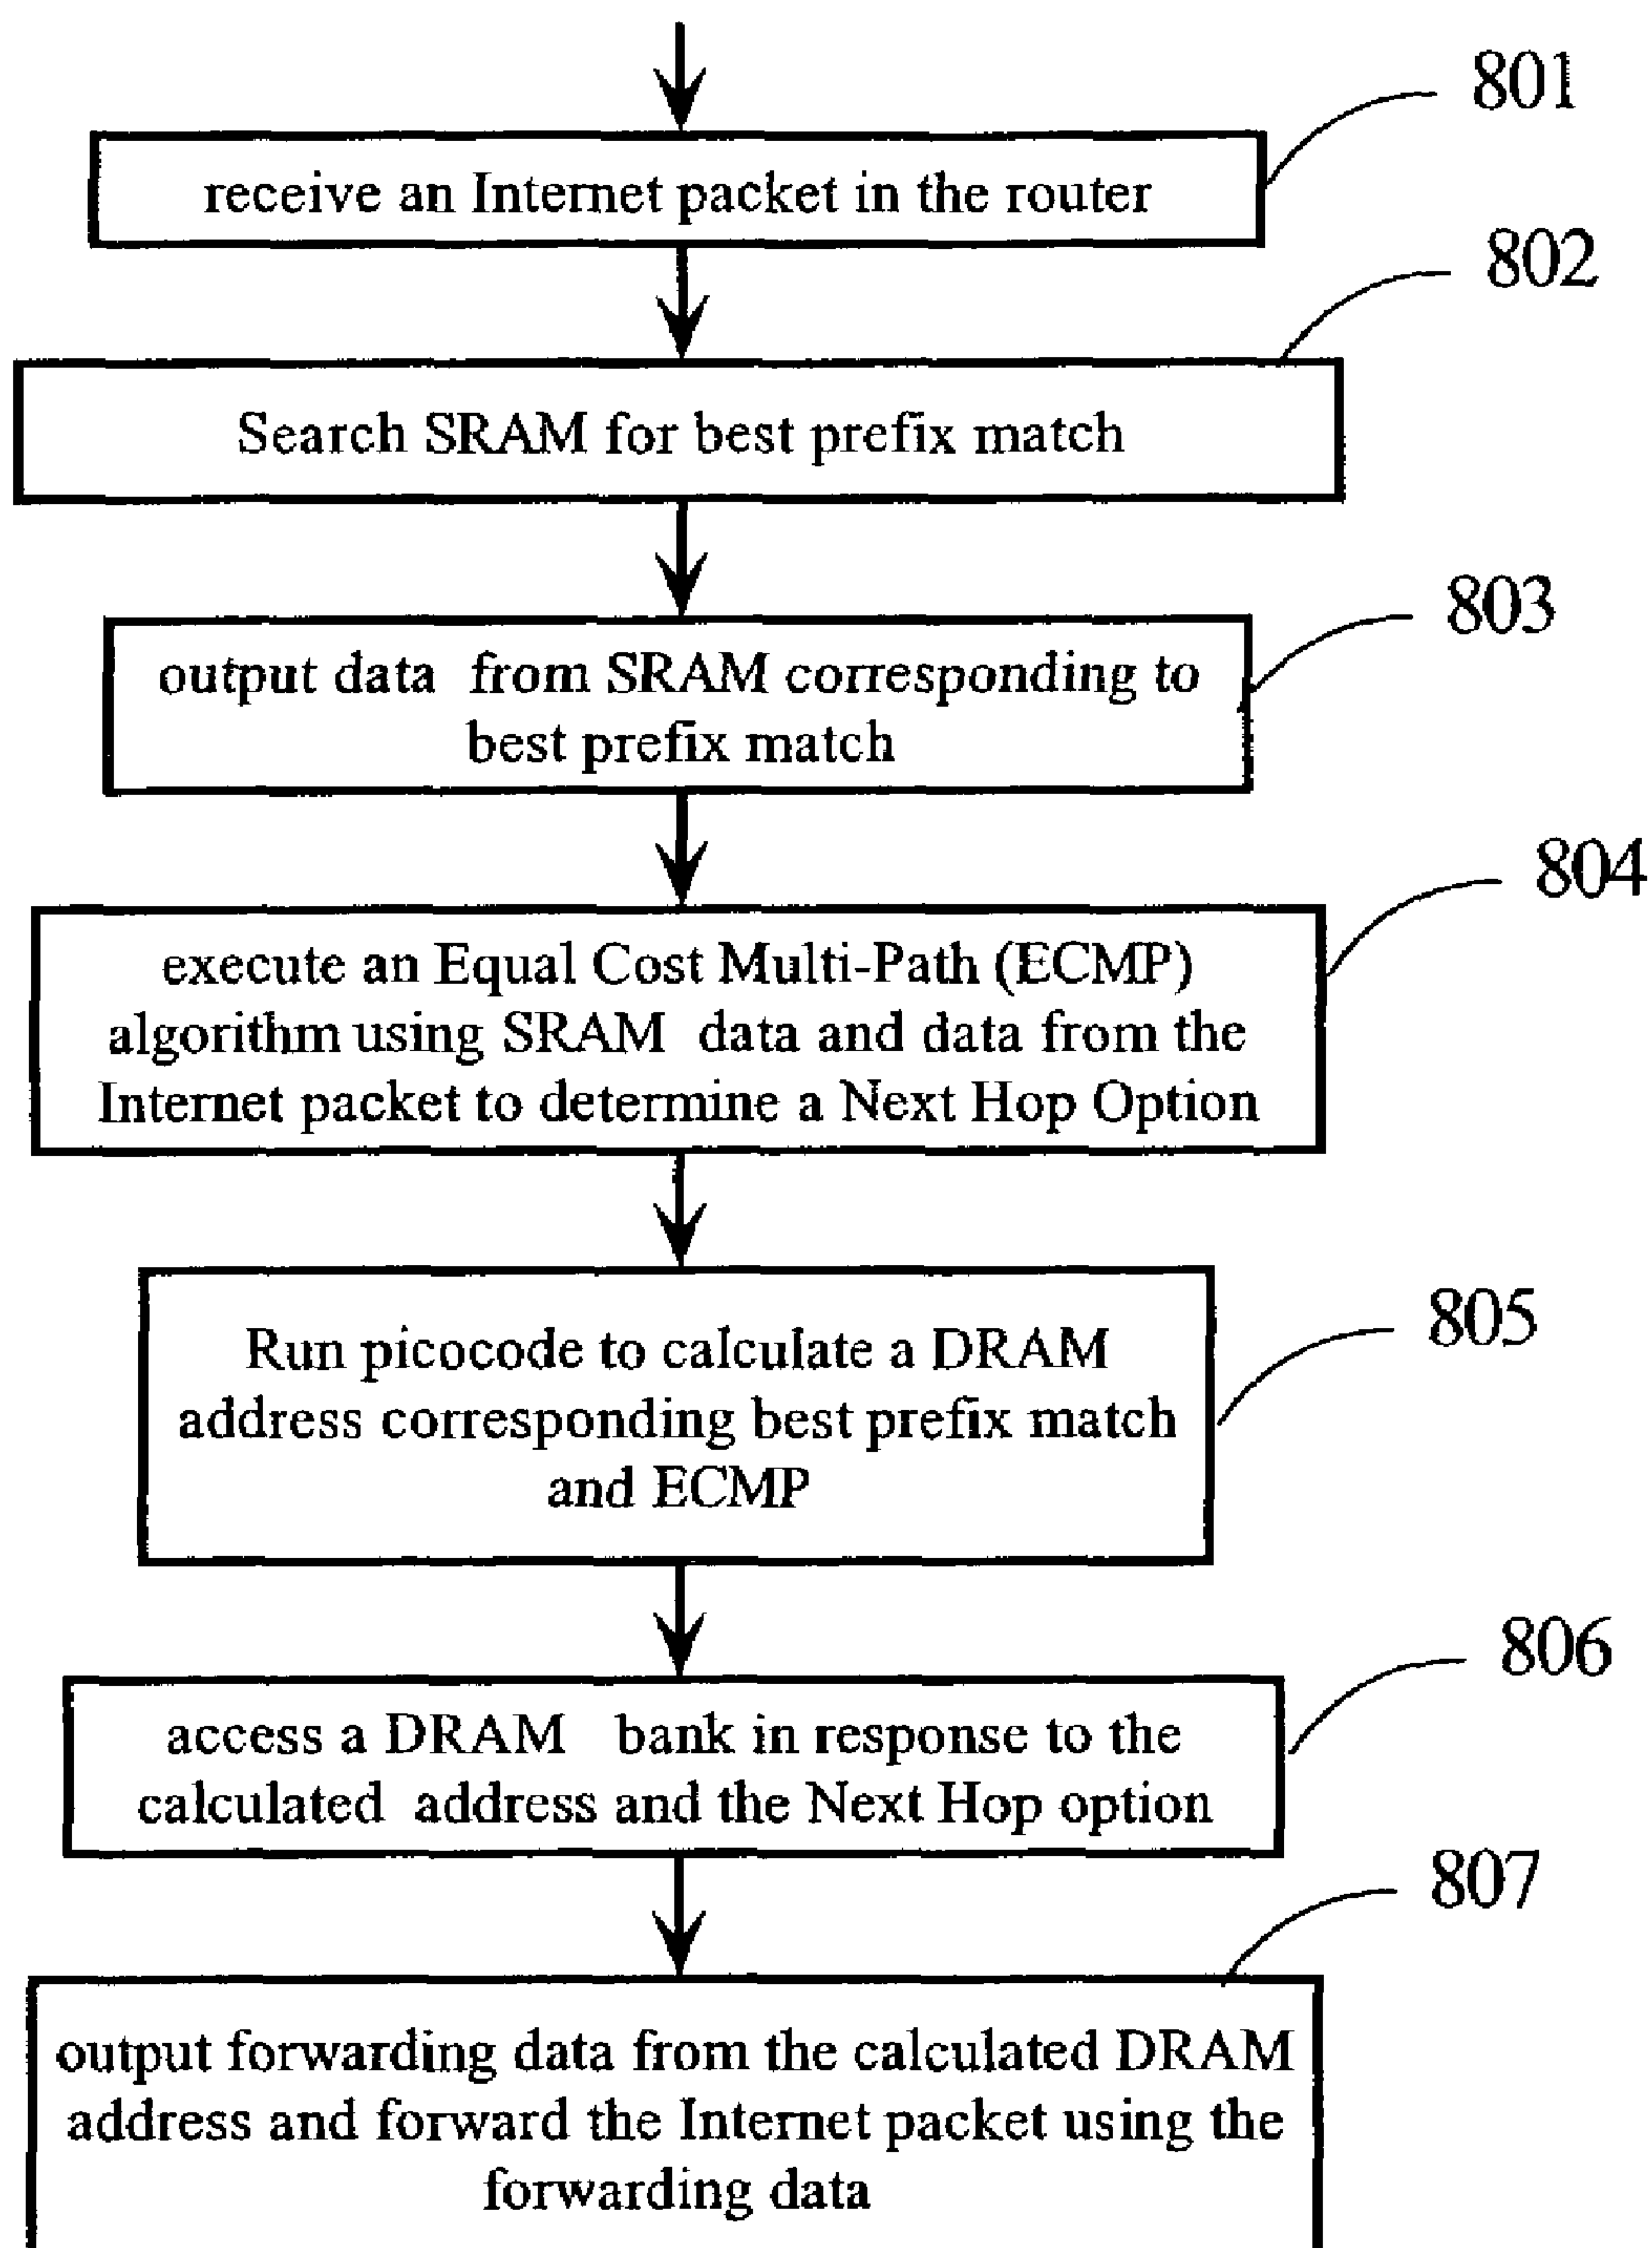 801
receive an Internet packet in the router
802
Search SRAM for best prefix match
803
output data from SRAM corresponding to
best prefix match
804
execute an Equal Cost Multi-Path (ECMP)
algorithm using SRAM data and data from the
Internet packet to determine a Next Hop Option
805
Run picocode to calculate a DRAM
address corresponding best prefix match
and ECMP
806
access a DRAM bank in response to the
calculated address and the Next Hop option
807
output forwarding data from the calculated DRAM
address and forward the Internet packet using the
forwarding data